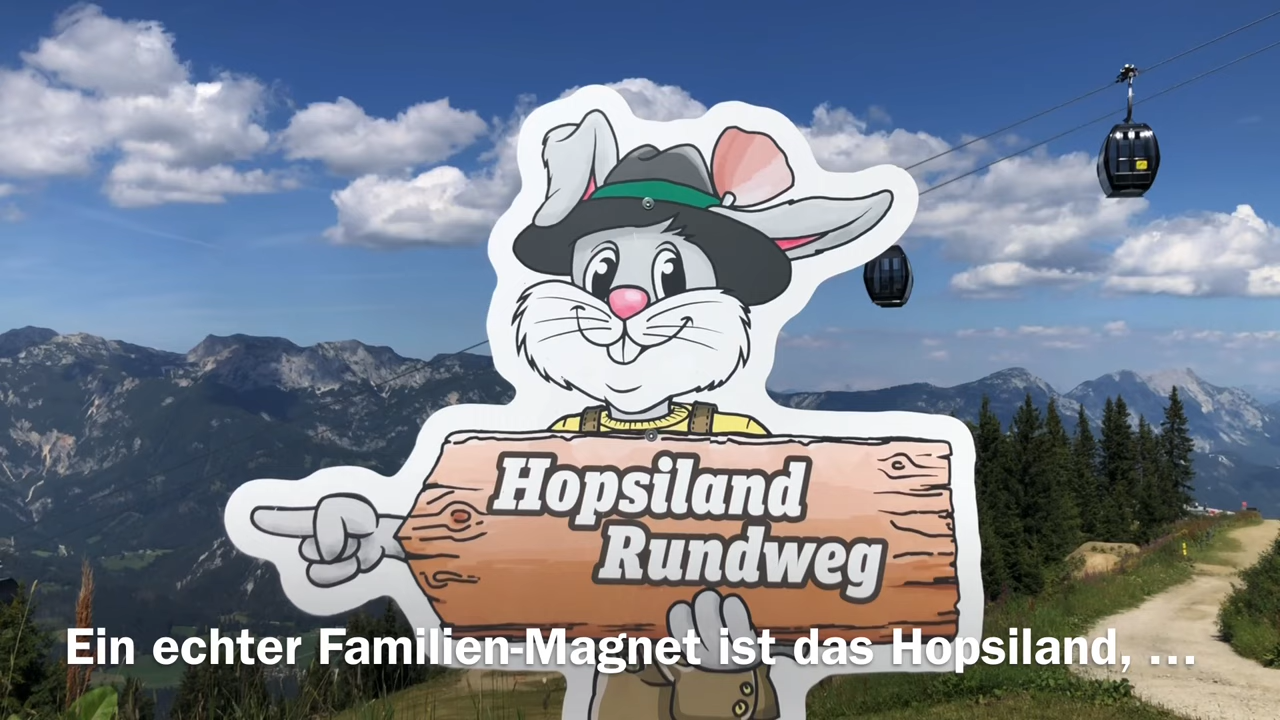 Hopsiland
Rundweg
Ein echter Familien-Magnet ist das Hopsiland, ...